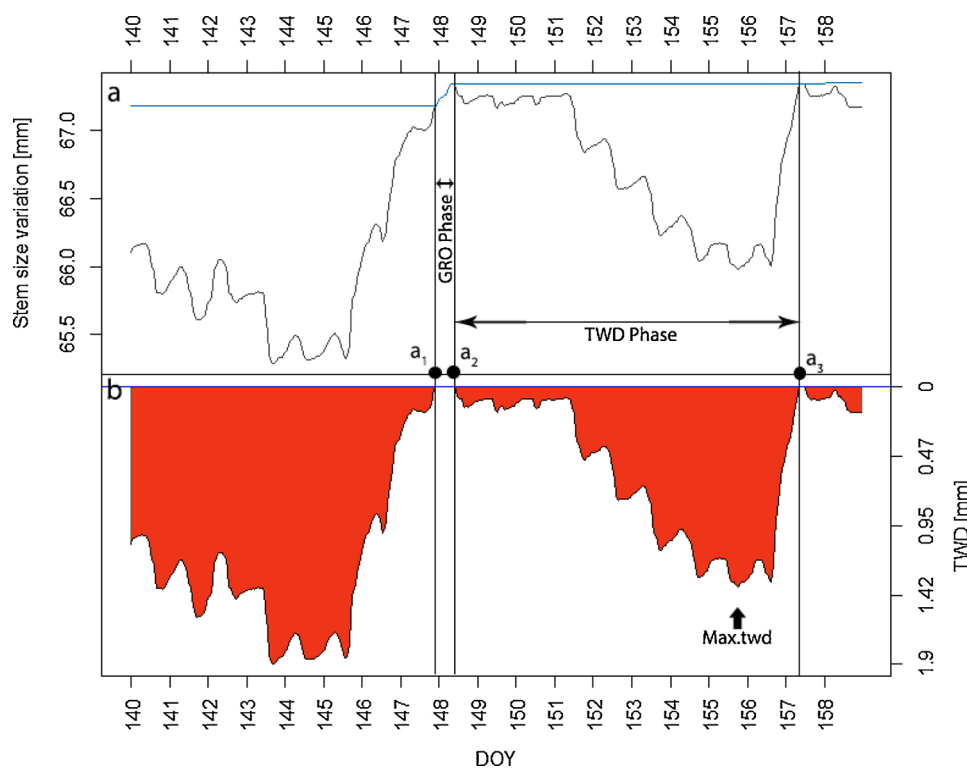 140 141 142 143 144 145 146 147 148 149 150 151 152 153 154 155 156 157 158
a
Stem size variation [mm]
67.0
66.5
66.0
65.5
GRO Phase
TWD Phase
a1 a2 a3
b
0
0.47
0.95
1.42
1.9
TWD [mm]
Max.twd
140 141 142 143 144 145 146 147 148 149 150 151 152 153 154 155 156 157 158
DOY